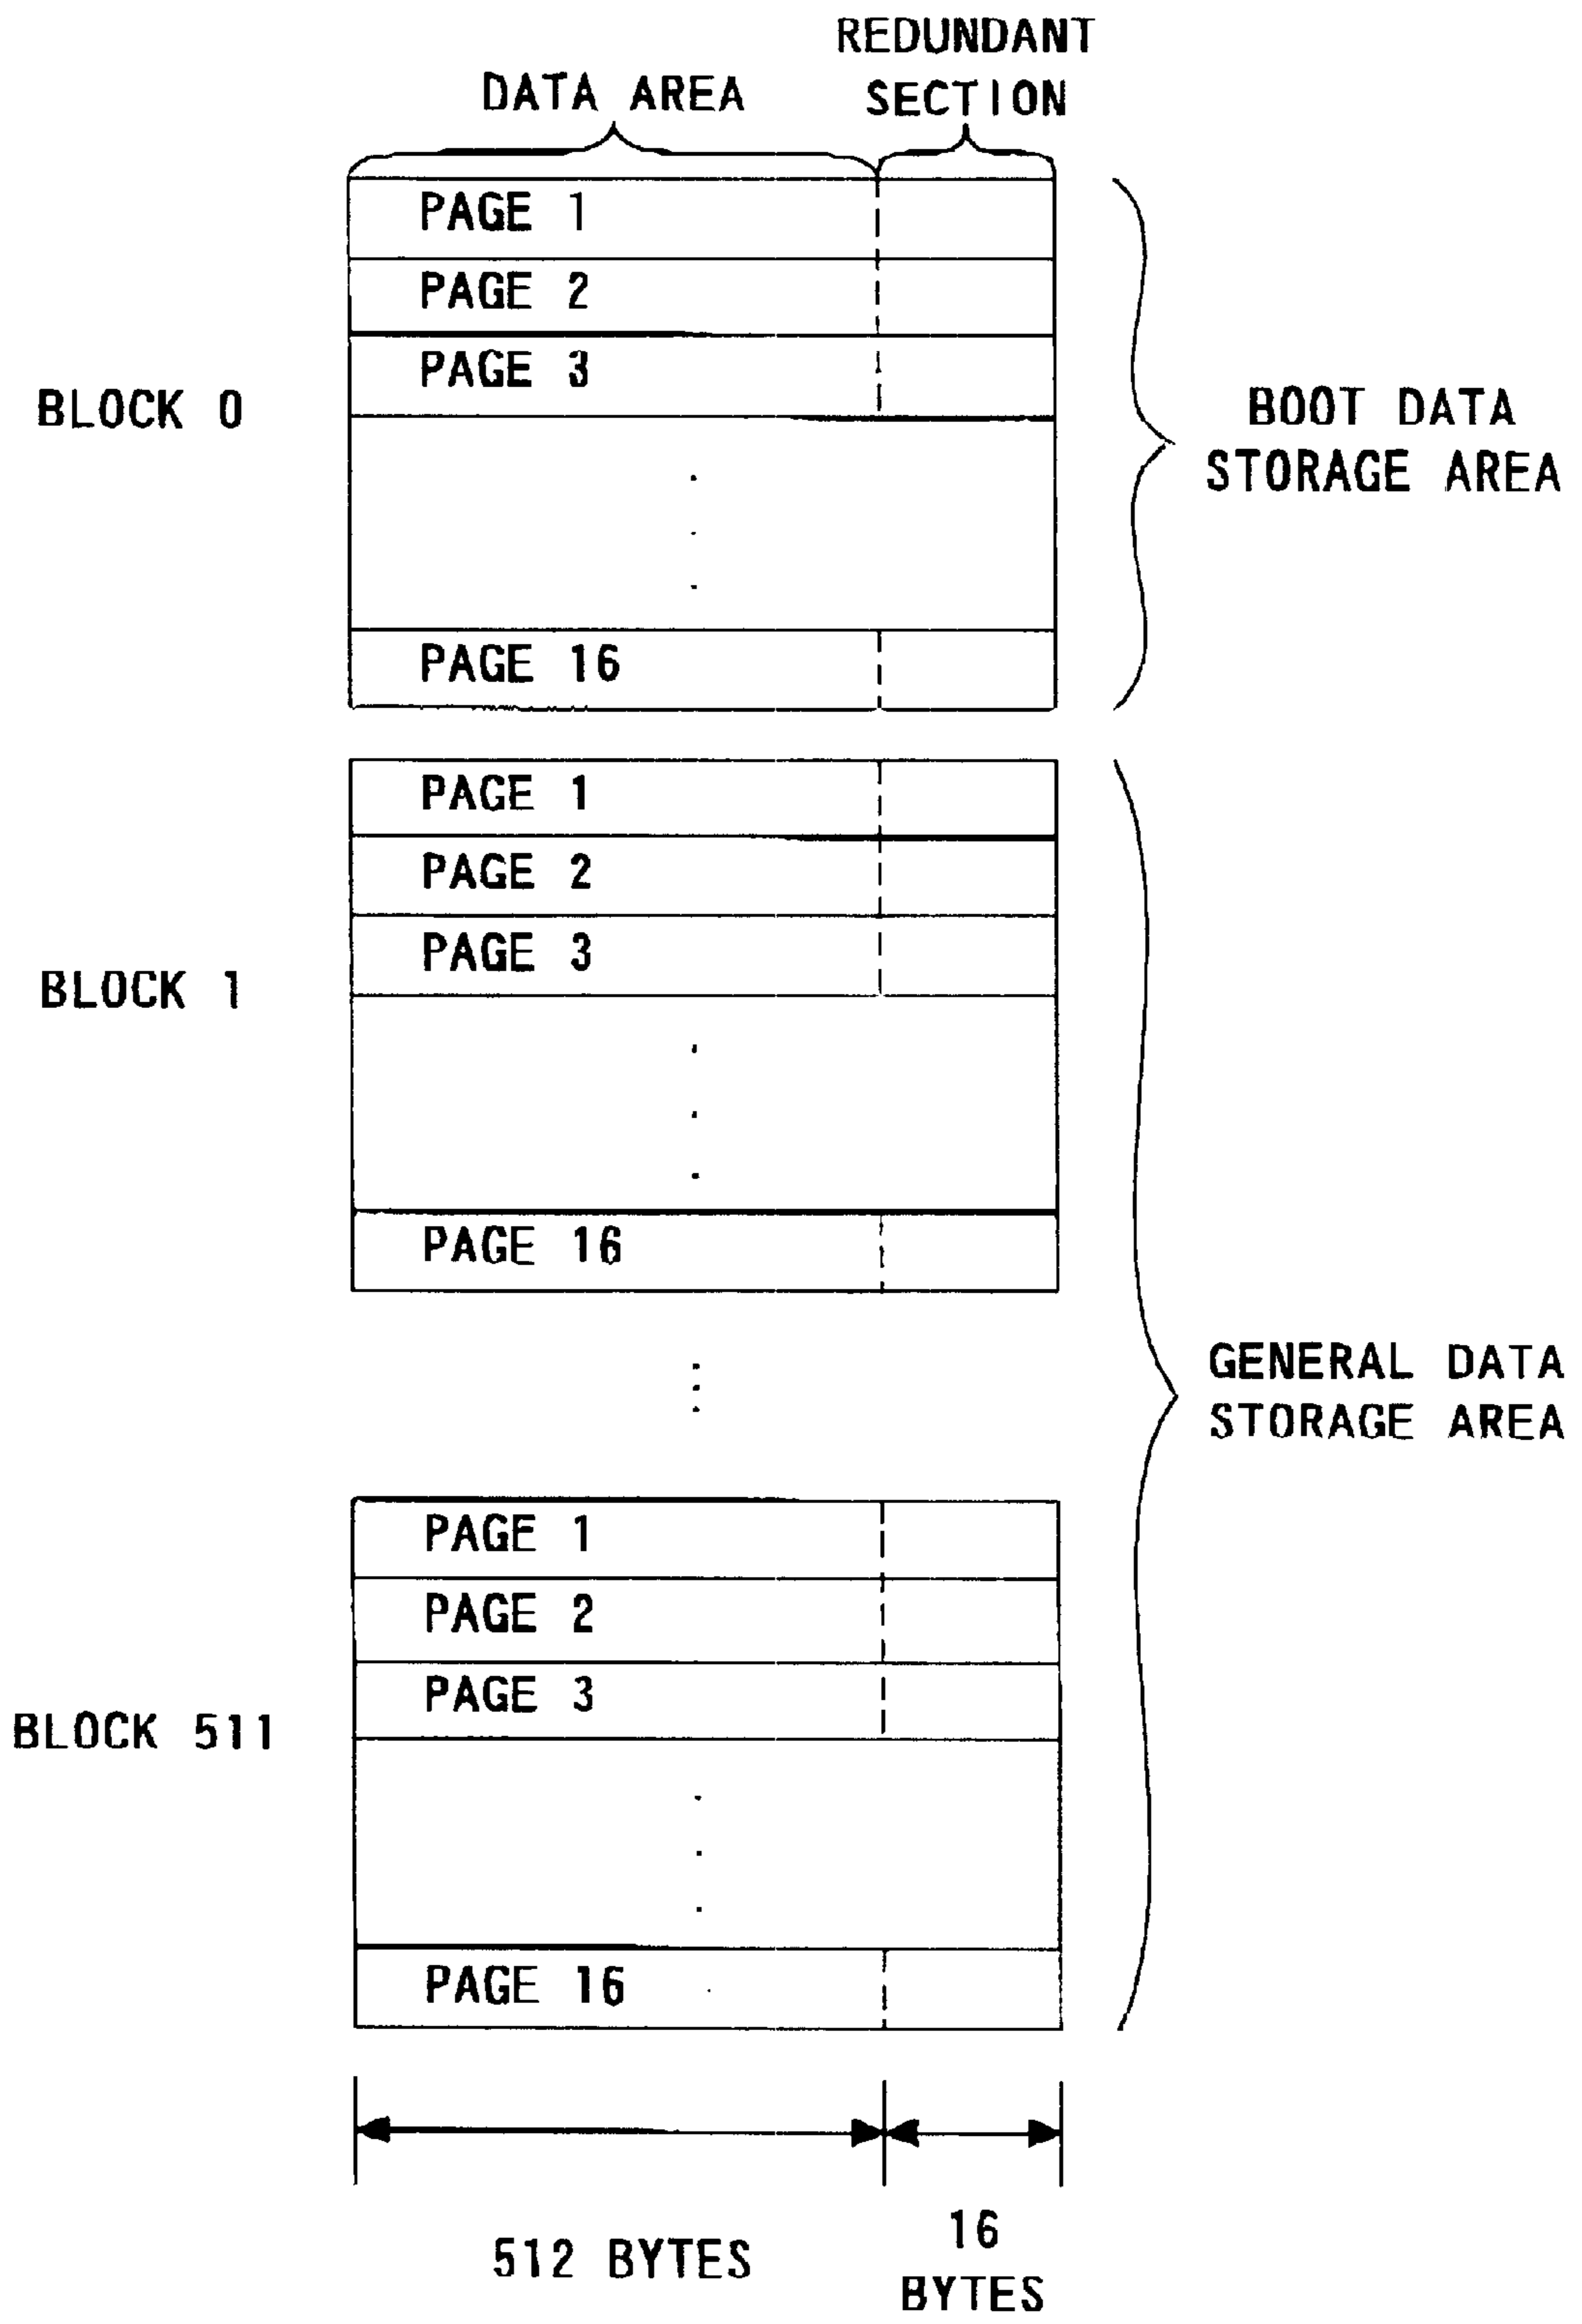 REDUNDANT
SECTION
DATA AREA
PAGE 1
PAGE 2
PAGE 3
PAGE 16
BLOCK 0
BOOT DATA
STORAGE AREA
PAGE 1
PAGE 2
PAGE 3
PAGE 16
BLOCK 1
GENERAL DATA
STORAGE AREA
PAGE 1
PAGE 2
PAGE 3
PAGE 16
BLOCK 511
512 BYTES
16
BYTES